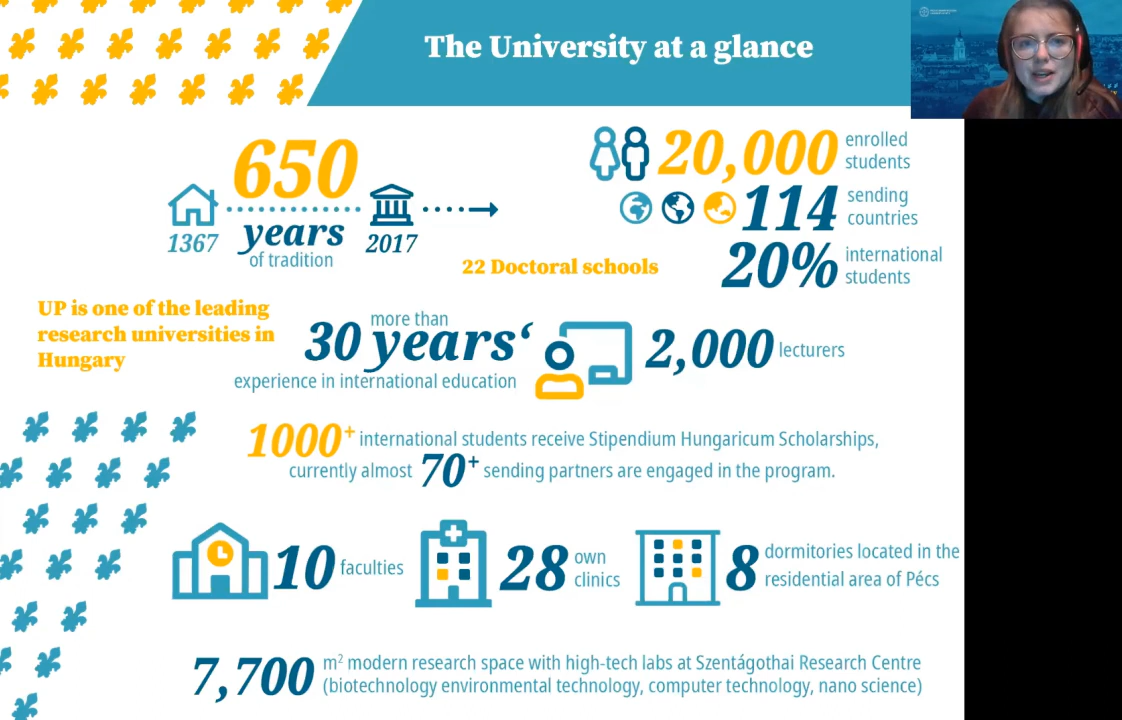 The University at a glance
650
years
of tradition
1367
2017
20,000 enrolled students
114 sending countries
20% international students
22 Doctoral schools
UP is one of the leading
research universities in
Hungary
more than
30 years‘
experience in international education
2,000 lecturers
1000+ international students receive Stipendium Hungaricum Scholarships,
currently almost 70+ sending partners are engaged in the program.
10 faculties
28 own clinics
8 dormitories located in the
residential area of Pécs
7,700 m² modern research space with high-tech labs at Szentágothai Research Centre
(biotechnology environmental technology, computer technology, nano science)